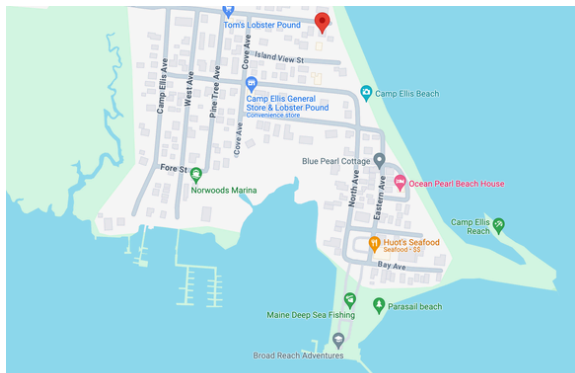 Tom's Lobster Pound
Island View St
Cove Ave
Camp Ellis Ave
West Ave
Pine Tree Ave
Camp Ellis General
Store & Lobster Pound
Convenience store
Camp Ellis Beach
Cove Ave
Fore St
Norwoods Marina
Blue Pearl Cottage
North Ave
Eastern Ave
Ocean Pearl Beach House
Camp Ellis
Reach
Huot's Seafood
Seafood • $$
Bay Ave
Maine Deep Sea Fishing
Parasail beach
Broad Reach Adventures